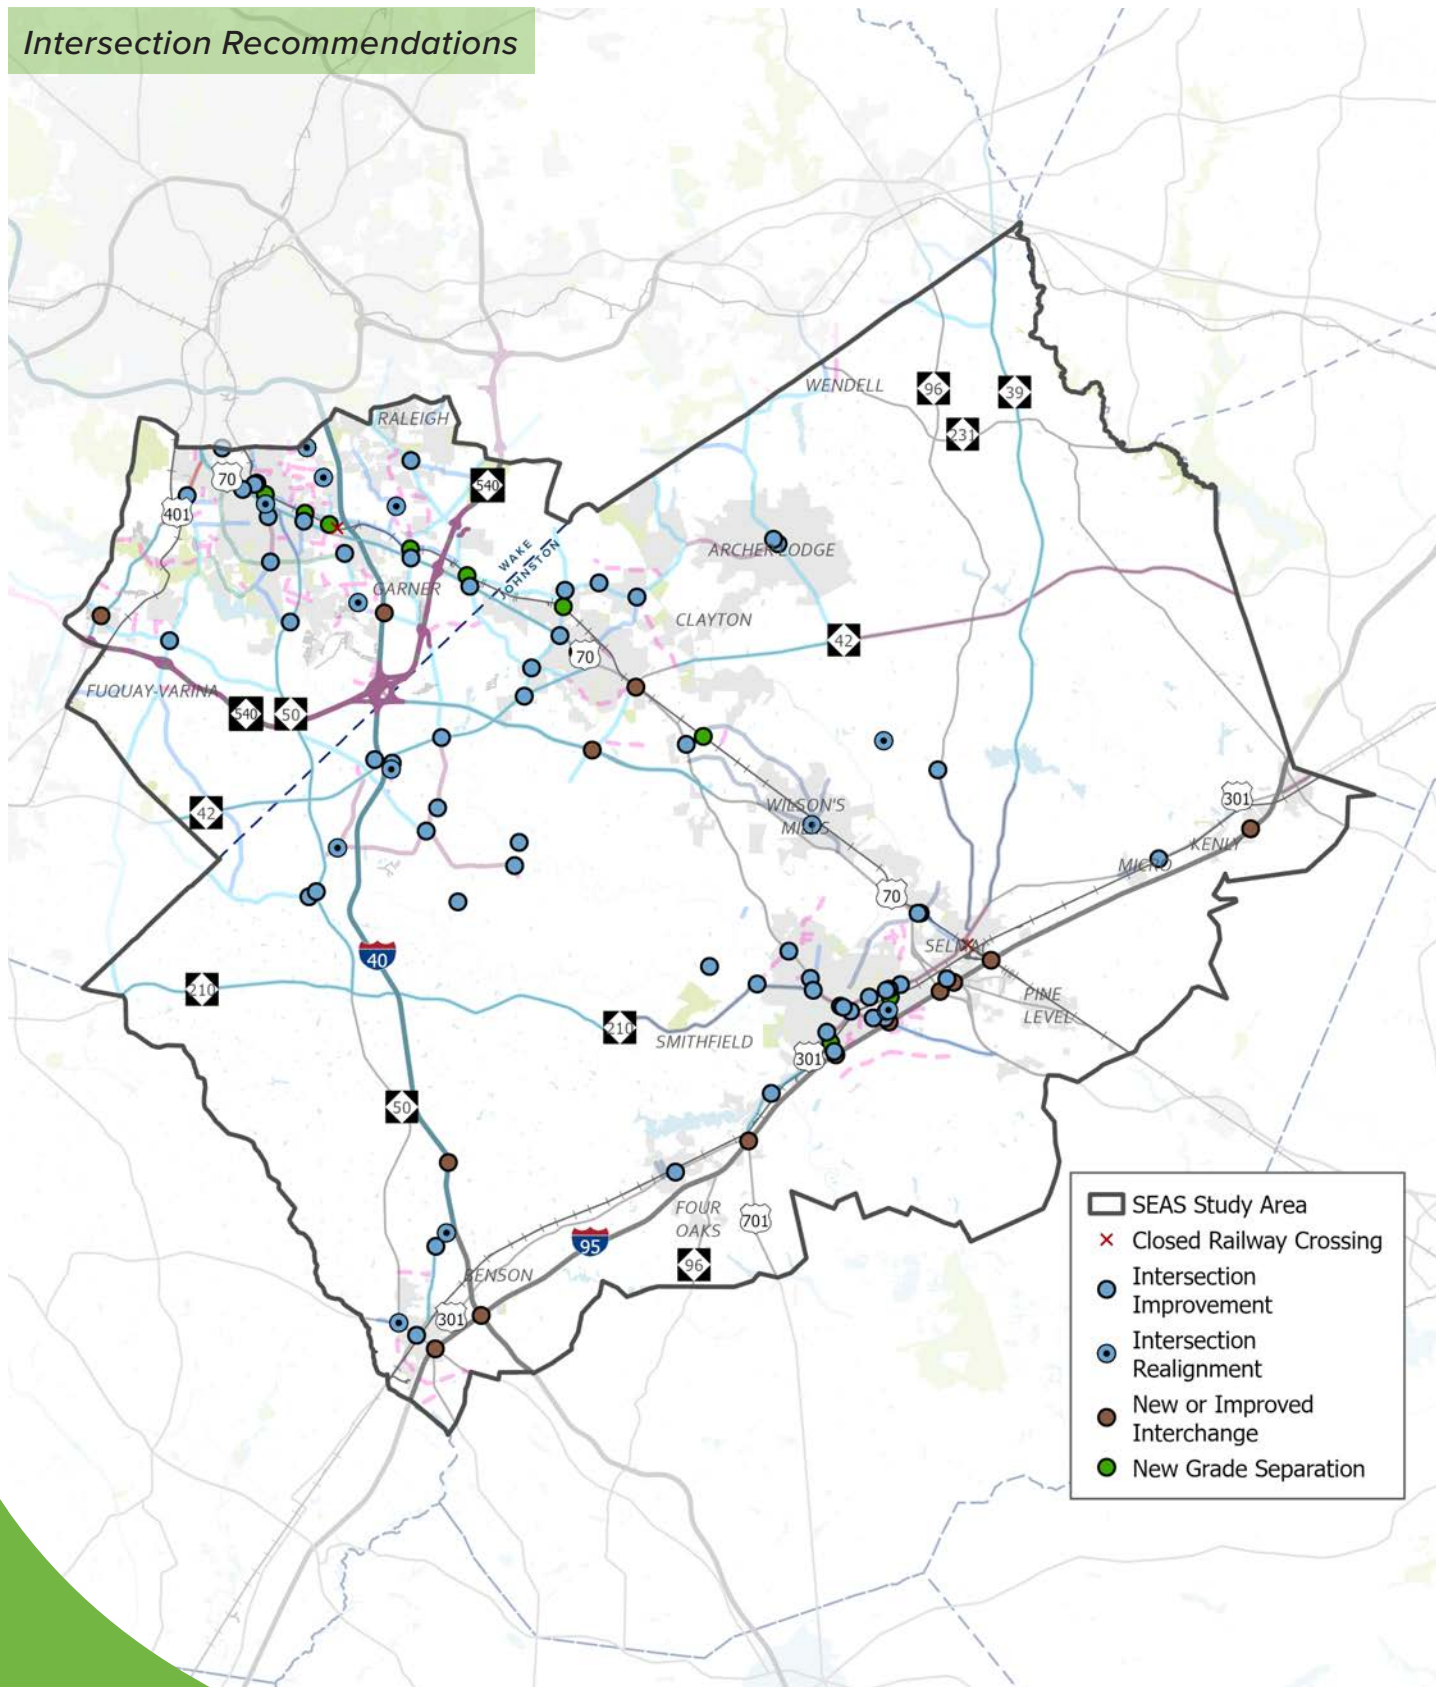 Intersection Recommendations
RALEIGH
WENDELL
96
39
231
70
540
401
WAKE
JOHNSTON
ARCHER LODGE
GARNER
CLAYTON
42
70
FUQUAY-VARINA
540
50
42
WILSON'S
MILLS
301
KENLY
MICRO
70
SELMA
40
210
PINE
LEVEL
210
SMITHFIELD
301
50
FOUR
OAKS
701
95
96
BENSON
301
SEAS Study Area
Closed Railway Crossing
Intersection
Improvement
Intersection
Realignment
New or Improved
Interchange
New Grade Separation